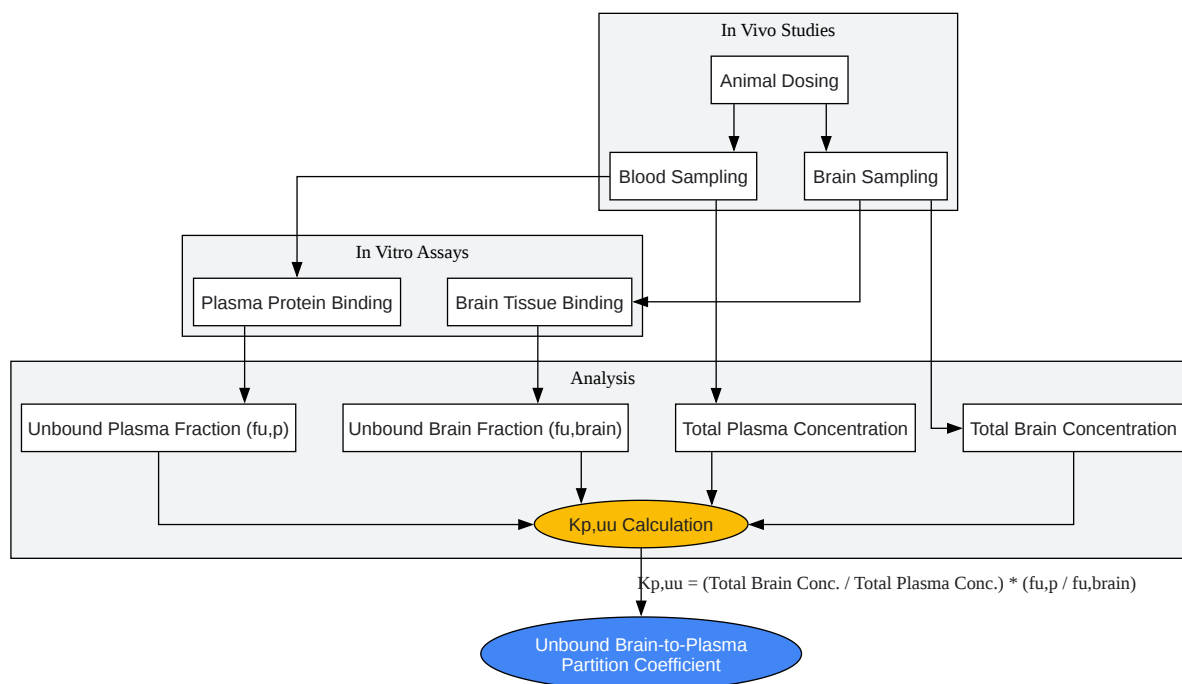 In Vivo Studies
Animal Dosing
Blood Sampling
Brain Sampling
In Vitro Assays
Plasma Protein Binding
Brain Tissue Binding
Analysis
Unbound Plasma Fraction (fu,p)
Unbound Brain Fraction (fu,brain)
Total Plasma Concentration
Total Brain Concentration
Kp,uu Calculation
Kp,uu = (Total Brain Conc. / Total Plasma Conc.) * (fu,p / fu,brain)
Unbound Brain-to-Plasma
Partition Coefficient